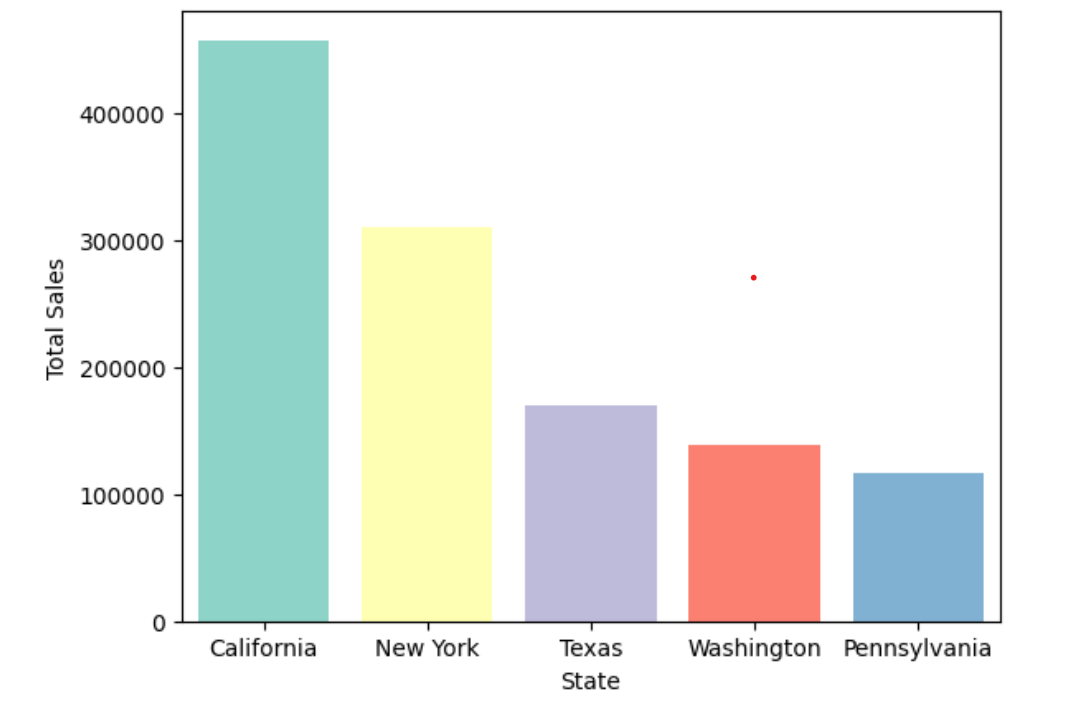 Total Sales
400000
300000
200000
100000
0
California
New York
Texas
Washington
Pennsylvania
State